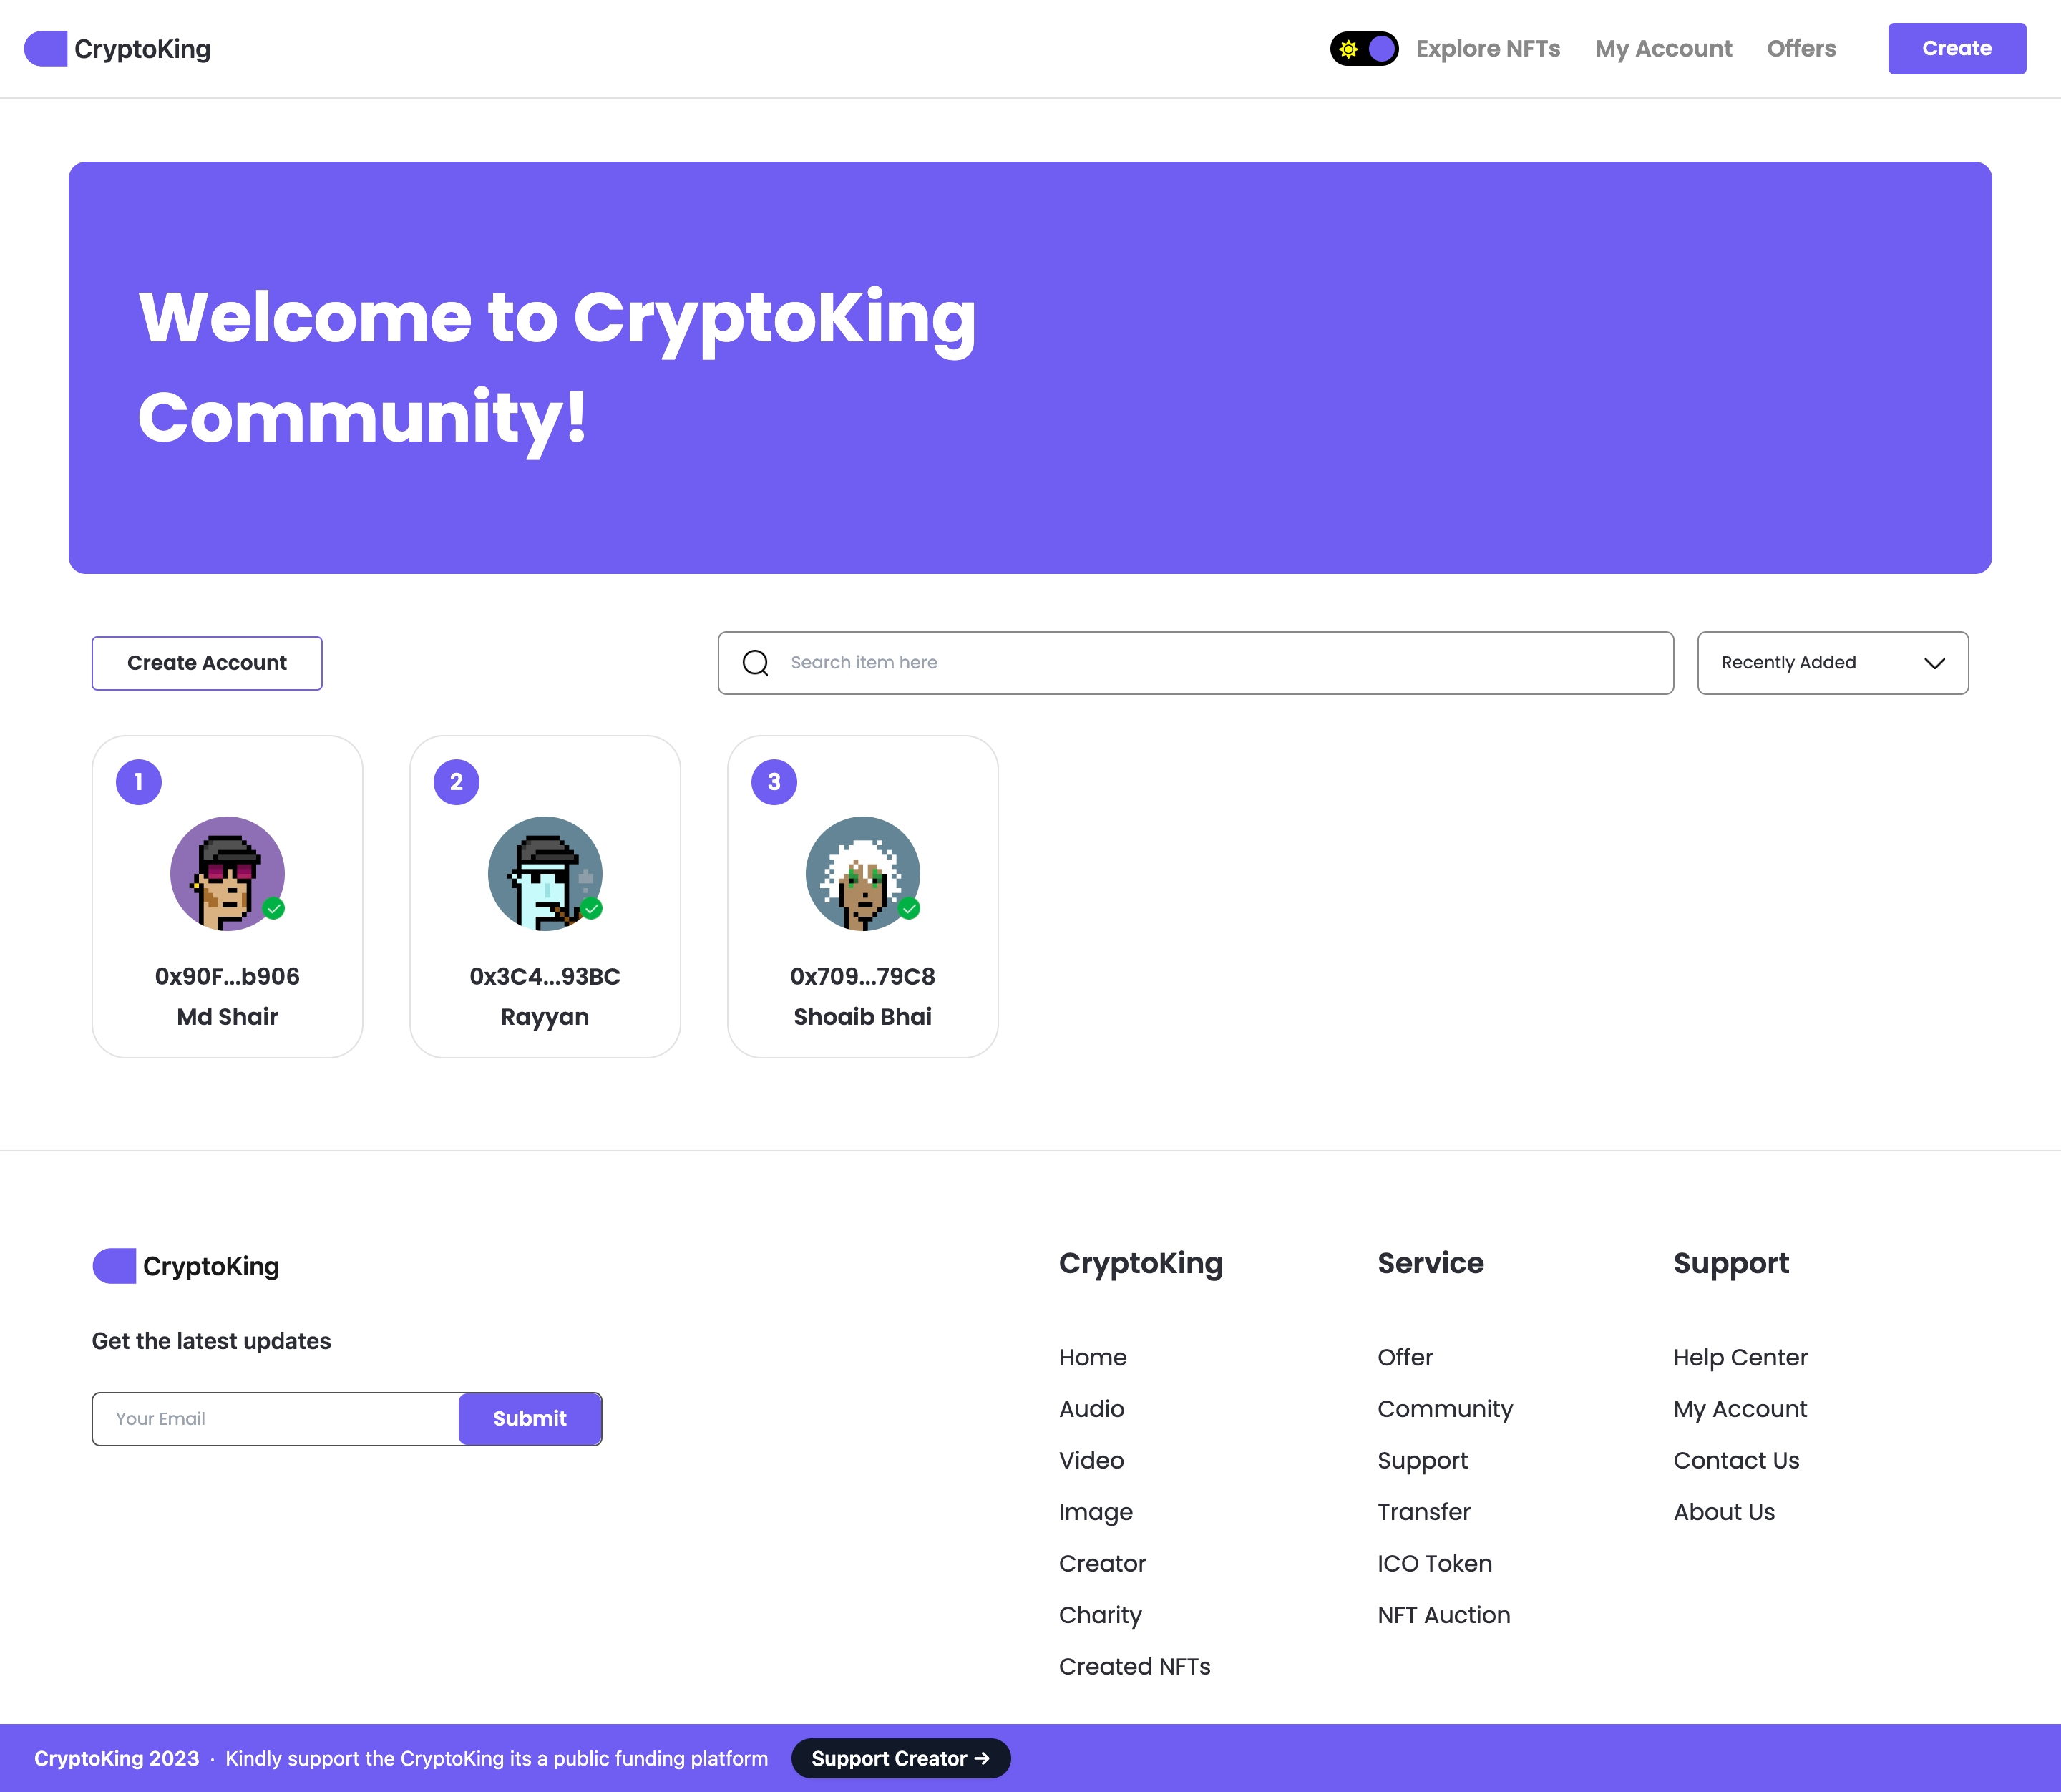 CryptoKing
Explore NFTs
My Account
Offers
Create
Welcome to CryptoKing
Community!
Create Account
Search item here
Recently Added
1
0x90F...b906
Md Shair
2
0x3C4...93BC
Rayyan
3
0x709...79C8
Shoaib Bhai
CryptoKing
Get the latest updates
Your Email
Submit
CryptoKing
Home
Audio
Video
Image
Creator
Charity
Created NFTs
Service
Offer
Community
Support
Transfer
ICO Token
NFT Auction
Support
Help Center
My Account
Contact Us
About Us
CryptoKing 2023 · Kindly support the CryptoKing its a public funding platform
Support Creator →